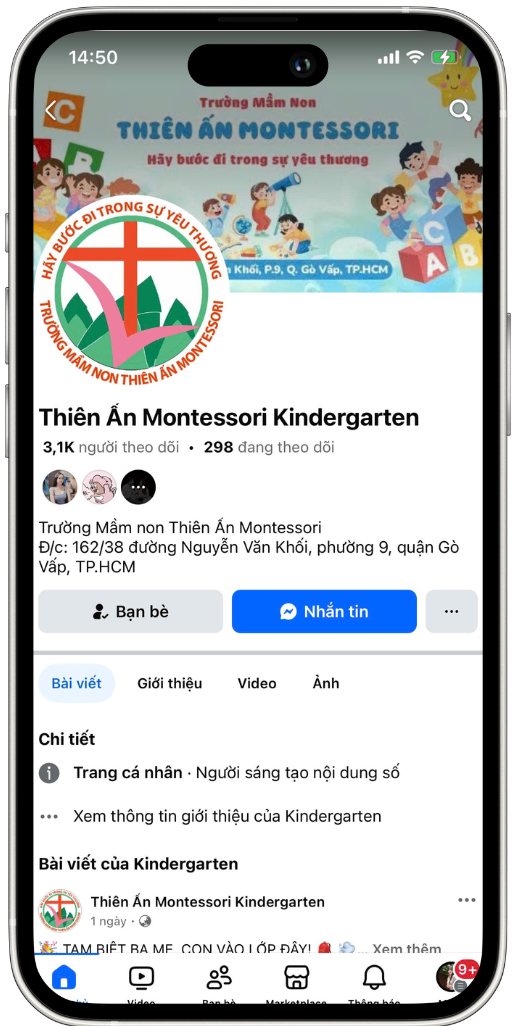 14:50
C
Trường Mầm Non
THIÊN ẤN MONTESSORI
Hãy bước đi trong sự yêu thương
HÃY BƯỚC ĐI TRONG SỰ YÊU THƯƠNG
TRƯỜNG MẦM NON THIÊN ẤN MONTESSORI
Khối, P.9, Q. Gò Vấp, TP.HCM
C
A
B
Thiên Ấn Montessori Kindergarten
3,1K người theo dõi • 298 đang theo dõi
Trường Mầm non Thiên Ấn Montessori
Đ/c: 162/38 đường Nguyễn Văn Khối, phường 9, quận Gò
Vấp, TP.HCM
Bạn bè
Nhắn tin
Bài viết Giới thiệu Video Ảnh
Chi tiết
Trang cá nhân · Người sáng tạo nội dung số
Xem thông tin giới thiệu của Kindergarten
Bài viết của Kindergarten
Thiên Ấn Montessori Kindergarten
1 ngày
TẠM BIỆT BA MẸ, CON VÀO LỚP ĐÂY! ... Xem thêm
9+
Video Bạn bè Marketplace Thông báo